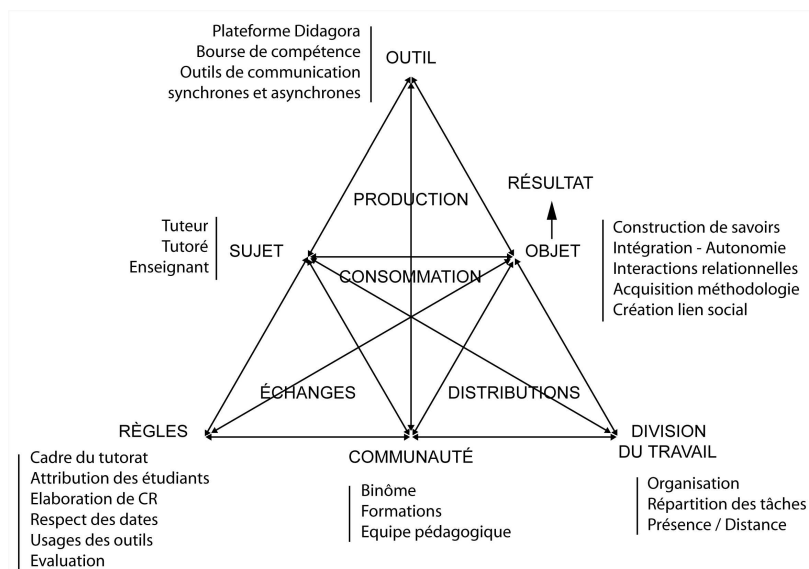 Plateforme Didagora
Bourse de compétence
Outils de communication
synchrones et asynchrones
OUTIL
PRODUCTION
RÉSULTAT
Tuteur
Tutoré
Enseignant
SUJET
OBJET
Construction de savoirs
Intégration - Autonomie
Interactions relationnelles
Acquisition méthodologie
Création lien social
CONSOMMATION
ÉCHANGES
DISTRIBUTIONS
RÈGLES
Cadre du tutorat
Attribution des étudiants
Elaboration de CR
Respect des dates
Usages des outils
Evaluation
COMMUNAUTÉ
Binôme
Formations
Equipe pédagogique
DIVISION
DU TRAVAIL
Organisation
Répartition des tâches
Présence / Distance